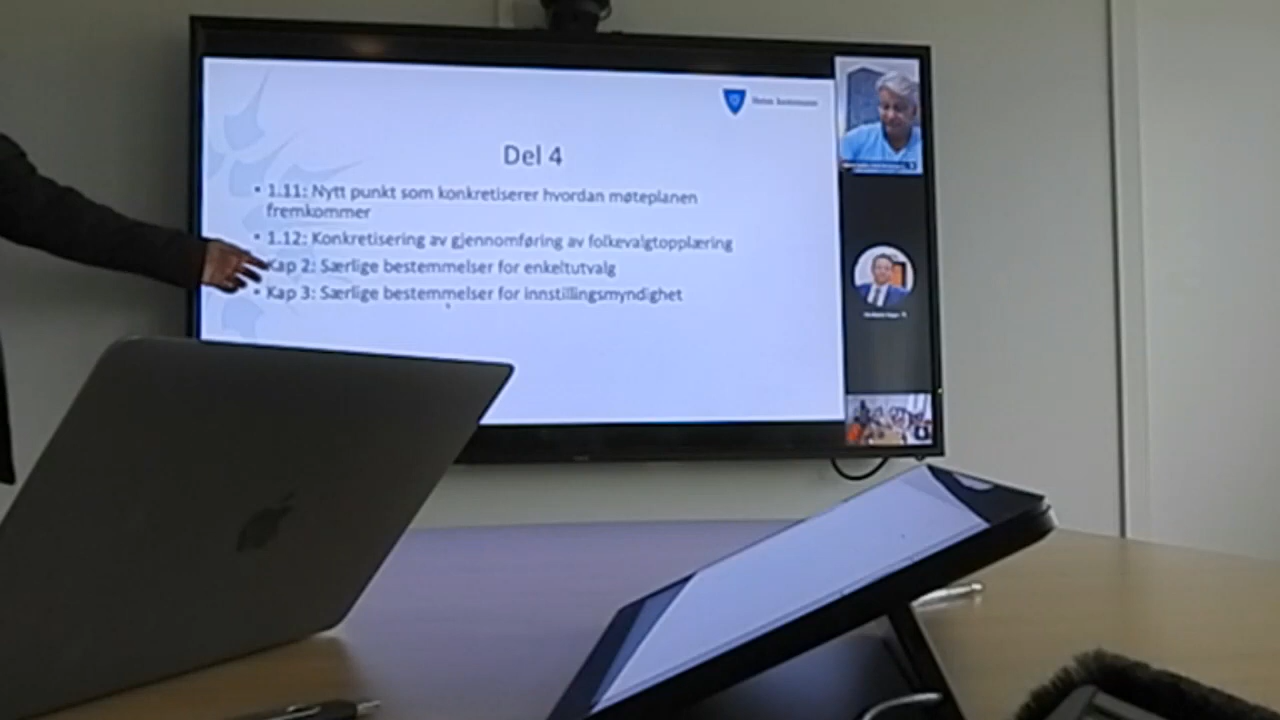 kommune
Del 4
• 1.11: Nytt punkt som konkretiserer hvordan møteplanen
fremkommer
• 1.12: Konkretisering av gjennomføring av folkevalgtopplæring
Kap 2: Særlige bestemmelser for enkeltutvalg
• Kap 3: Særlige bestemmelser for innstillingsmyndighet